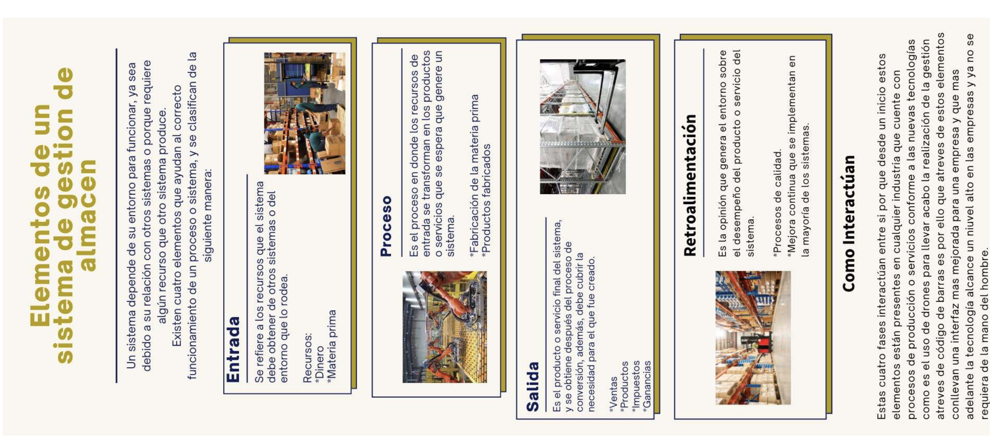 Elementos de un
sistema de gestion de
almacen
Un sistema depende de su entorno para funcionar, ya sea
debido a su relación con otros sistemas o porque requiere
algún recurso que otro sistema produce.
Existen cuatro elementos que ayudan al correcto
funcionamiento de un proceso o sistema, y se clasifican de la
siguiente manera:
Entrada
Se refiere a los recursos que el sistema
debe obtener de otros sistemas o del
entorno que lo rodea.
Recursos:
*Dinero
*Materia prima
Proceso
Es el proceso en donde los recursos de
entrada se transforman en los productos
o servicios que se espera que genere un
sistema.
*Fabricación de la materia prima
*Productos fabricados
Salida
Es el producto o servicio final del sistema,
y se obtiene después del proceso de
conversión, además, debe cubrir la
necesidad para el que fue creado.
*Ventas
*Productos
*Impuestos
*Ganancias
Retroalimentación
Es la opinión que genera el entorno sobre
el desempeño del producto o servicio del
sistema.
*Procesos de calidad.
*Mejora continua que se implementan en
la mayoría de los sistemas.
Como Interactúan
Estas cuatro fases interactúan entre si por que desde un inicio estos
elementos están presentes en cualquier industria que cuente con
procesos de producción o servicios conforme a las nuevas tecnologías
como es el uso de drones para llevar acabo la realización de la gestión
atreves de código de barras es por ello que atreves de estos elementos
conllevan una interfaz mas mejorada para una empresa y que mas
adelante la tecnología alcance un niuvel alto en las empresas y ya no se
requiera de la mano del hombre.